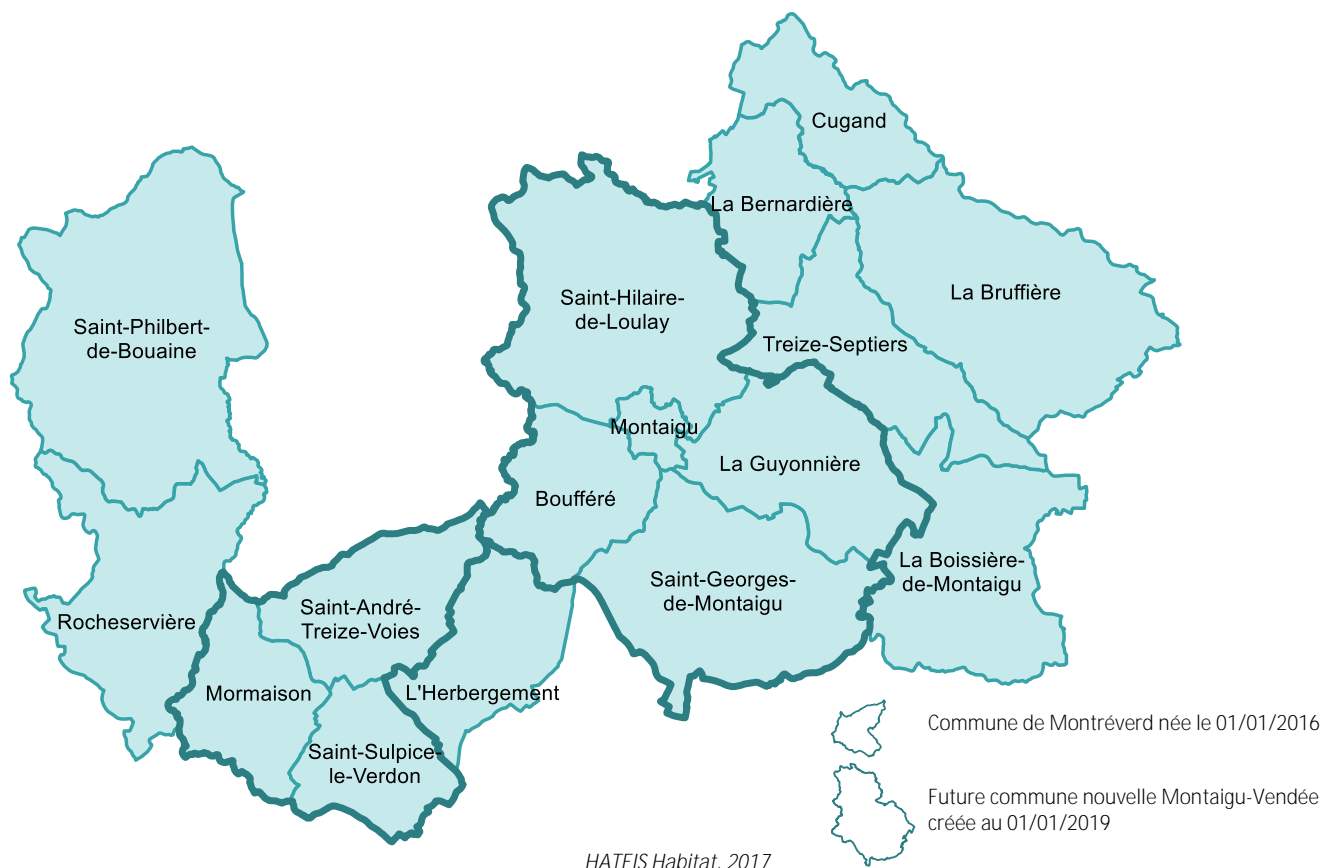 Cugand
La Bernardière
La Bruffière
Saint-Hilaire-
de-Loulay
Saint-Philbert-
de-Bouaine
Treize-Septiers
Montaigu
La Guyonnière
Boufféré
La Boissière-
de-Montaigu
Saint-Georges-
de-Montaigu
Saint-André-
Treize-Voies
Rocheservière
Mormaison
L'Herbergement
Saint-Sulpice-
le-Verdon
Commune de Montréverd née le 01/01/2016
Future commune nouvelle Montaigu-Vendée
créée au 01/01/2019
HATEIS Habitat, 2017